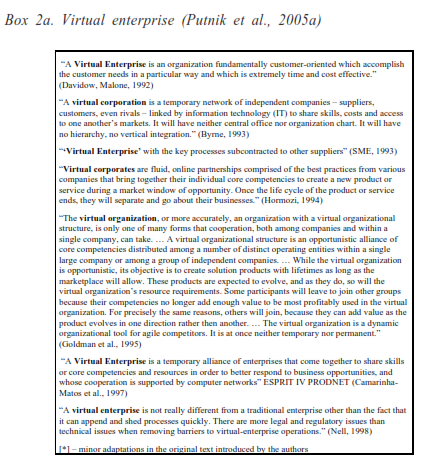 Box 2a. Virtual enterprise (Putnik et al., 2005a)
“A Virtual Enterprise is an organization fundamentally customer-oriented which accomplish
the customer needs in a particular way and which is extremely time and cost effective.”
(Davidow, Malone, 1992)
“A virtual corporation is a temporary network of independent companies – suppliers,
customers, even rivals – linked by information technology (IT) to share skills, costs and access
to one another's markets. It will have neither central office nor organization chart. It will have
no hierarchy, no vertical integration.” (Byrne, 1993)
“‘Virtual Enterprise’ with the key processes subcontracted to other suppliers” (SME, 1993)
“Virtual corporates are fluid, online partnerships comprised of the best practices from various
companies that bring together their individual core competencies to create a new product or
service during a market window of opportunity. Once the life cycle of the product or service
ends, they will separate and go about their businesses.” (Hormozi, 1994)
“The virtual organization, or more accurately, an organization with a virtual organizational
structure, is only one of many forms that cooperation, both among companies and within a
single company, can take. … A virtual organizational structure is an opportunistic alliance of
core competencies distributed among a number of distinct operating entities within a single
large company or among a group of independent companies. … While the virtual organization
is opportunistic, its objective is to create solution products with lifetimes as long as the
marketplace will allow. These products are expected to evolve, and as they do, so will the
virtual organization's resource requirements. Some participants will leave to join other groups
because their competencies no longer add enough value to be most profitably used in the virtual
organization. For precisely the same reasons, others will join, because they can add value as the
product evolves in one direction rather then another. … The virtual organization is a dynamic
organizational tool for agile competitors. It is at once neither temporary nor permanent.”
(Goldman et al., 1995)
“A Virtual Enterprise is a temporary alliance of enterprises that come together to share skills
or core competencies and resources in order to better respond to business opportunities, and
whose cooperation is supported by computer networks” ESPRIT IV PRODNET (Camarinha-
Matos et al., 1997)
“A virtual enterprise is not really different from a traditional enterprise other than the fact that
it can append and shed processes quickly. There are more legal and regulatory issues than
technical issues when removing barriers to virtual-enterprise operations.” (Nell, 1998)
[*] – minor adaptations in the original text introduced by the authors